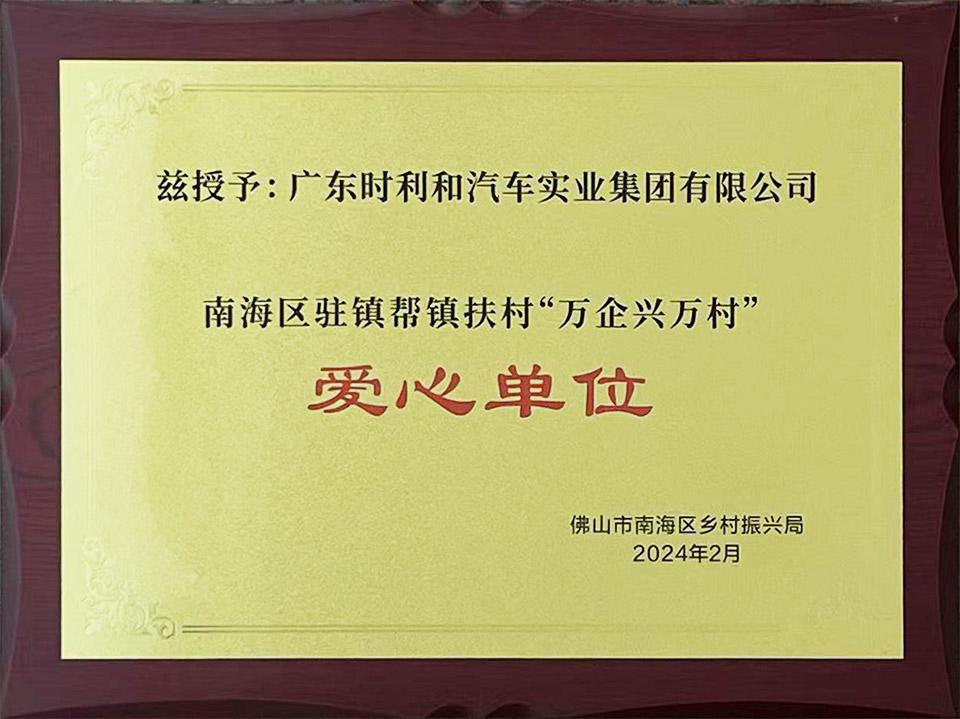 兹授予：广东时利和汽车实业集团有限公司
南海区驻镇帮镇扶村“万企兴万村”
爱心单位
佛山市南海区乡村振兴局
2024年2月